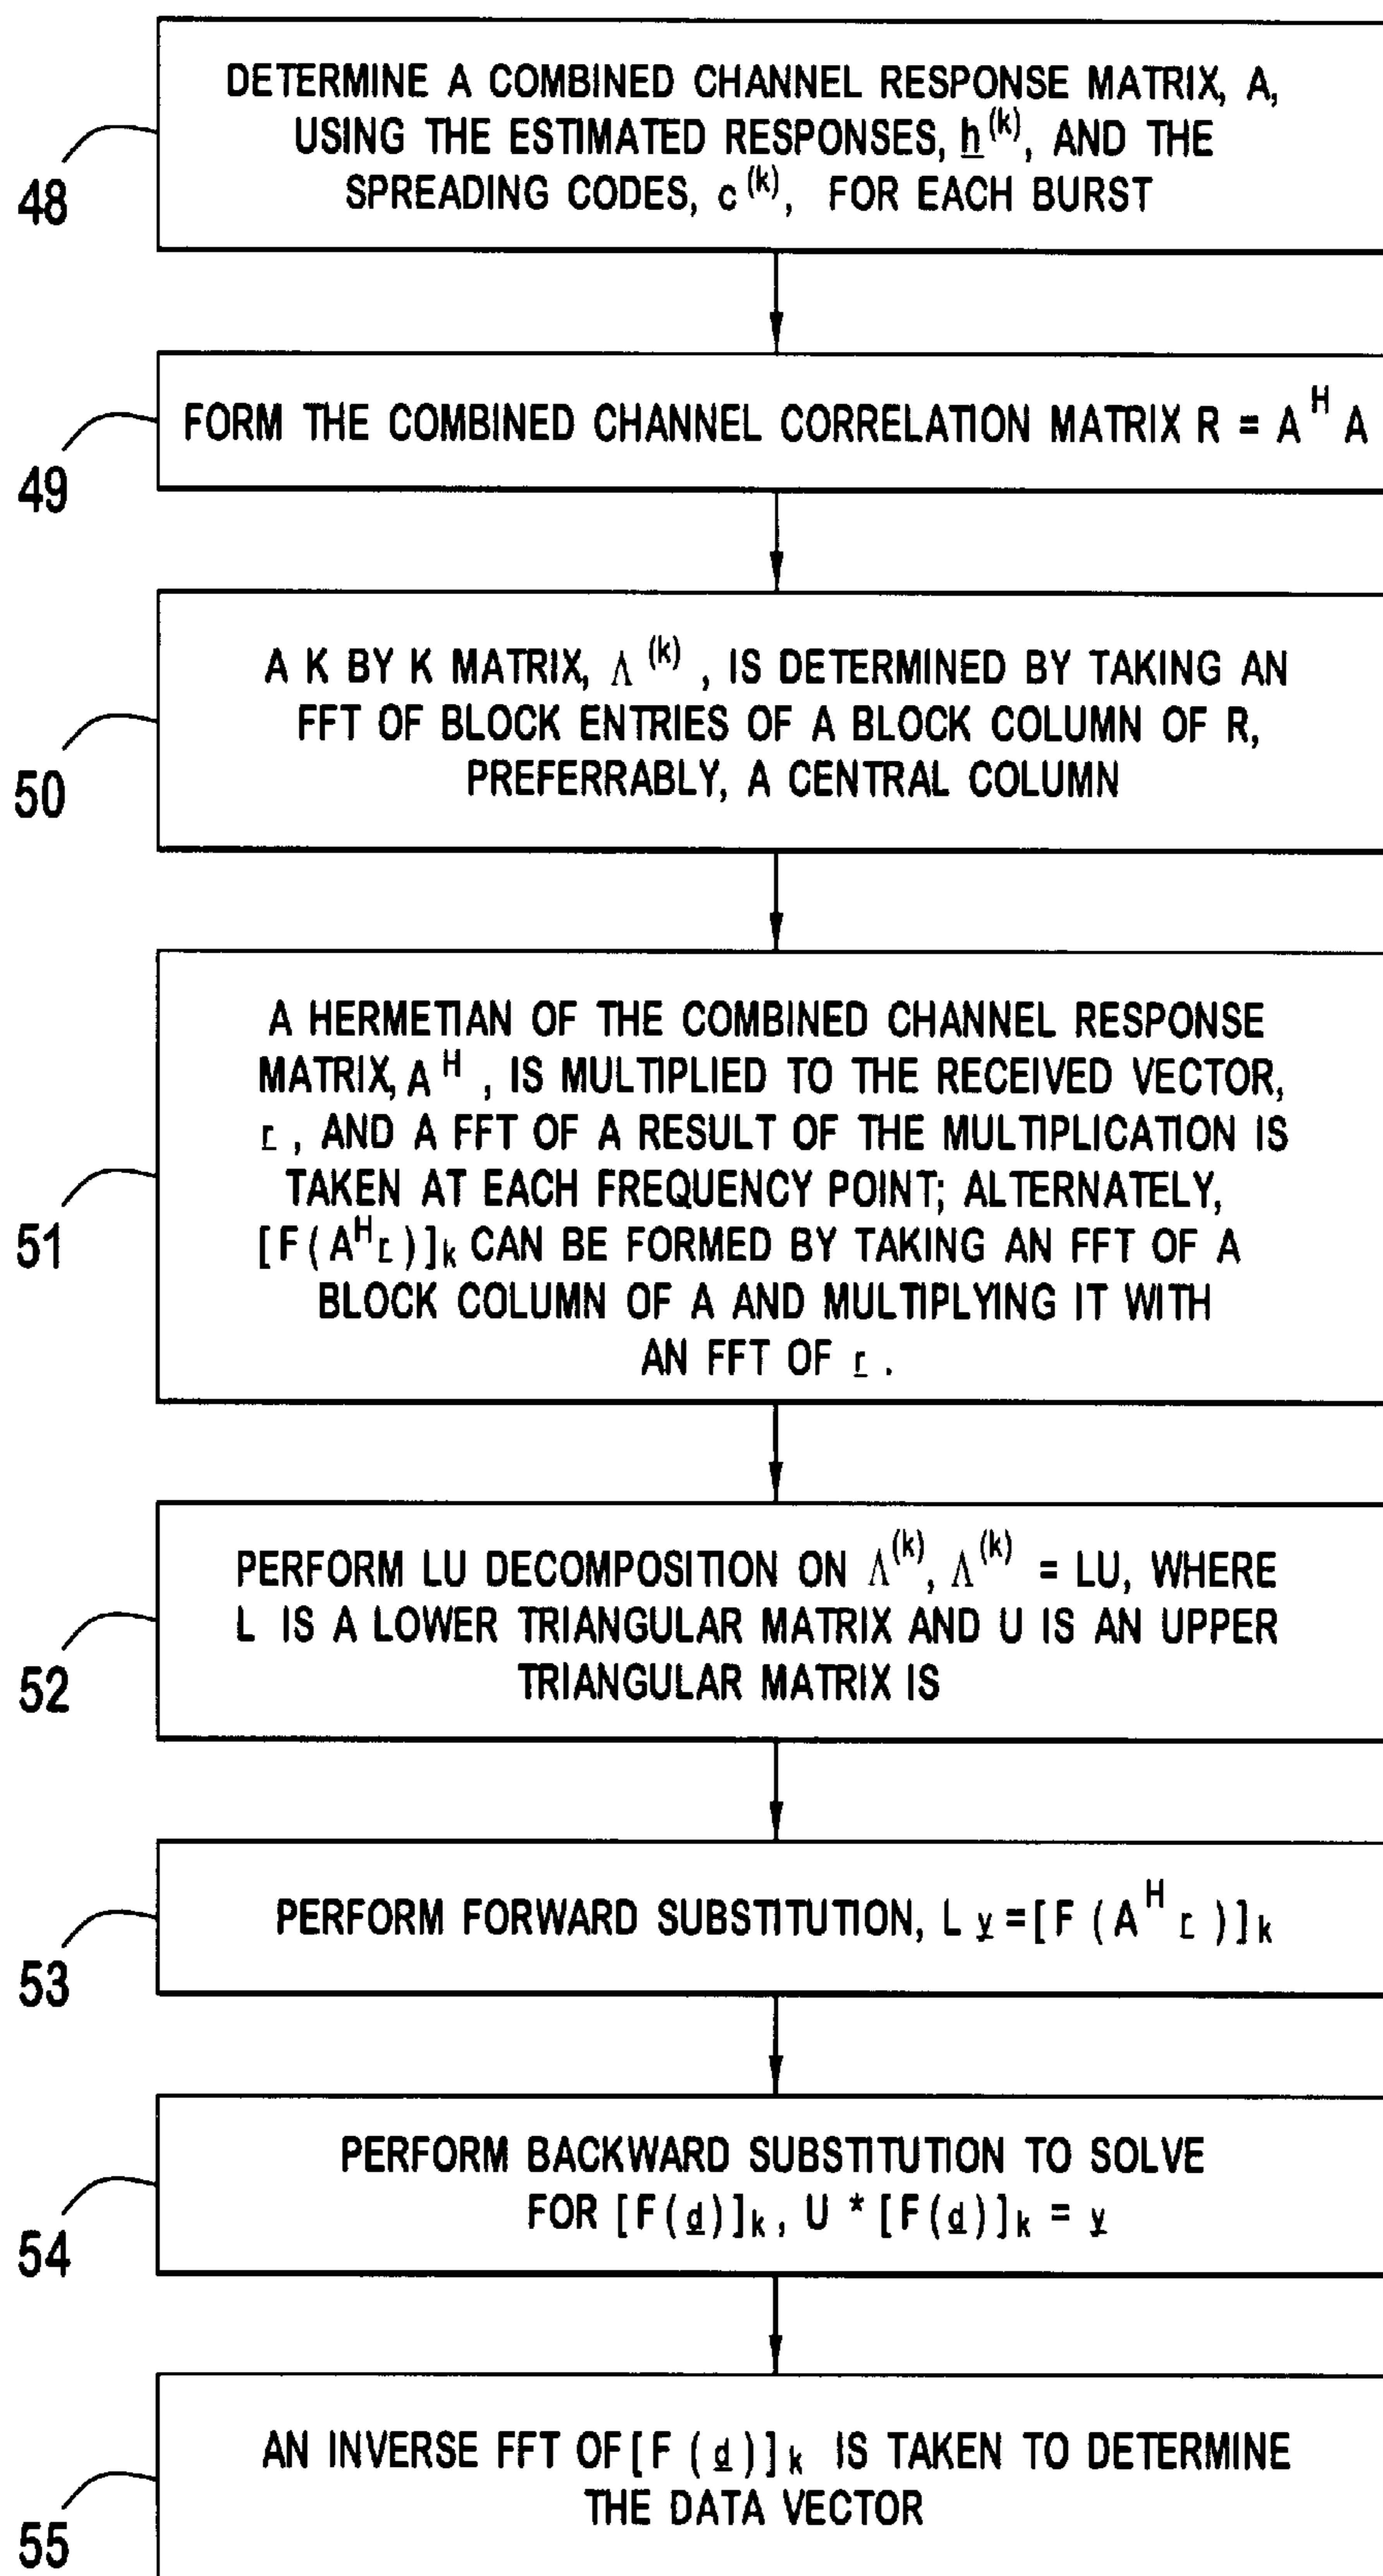 DETERMINE A COMBINED CHANNEL RESPONSE MATRIX, A,
USING THE ESTIMATED RESPONSES, h^(k), AND THE
SPREADING CODES, c^(k), FOR EACH BURST
48
FORM THE COMBINED CHANNEL CORRELATION MATRIX R = A^H A
49
A K BY K MATRIX, Λ^(k), IS DETERMINED BY TAKING AN
FFT OF BLOCK ENTRIES OF A BLOCK COLUMN OF R,
PREFERRABLY, A CENTRAL COLUMN
50
A HERMETIAN OF THE COMBINED CHANNEL RESPONSE
MATRIX, A^H, IS MULTIPLIED TO THE RECEIVED VECTOR,
r, AND A FFT OF A RESULT OF THE MULTIPLICATION IS
TAKEN AT EACH FREQUENCY POINT; ALTERNATELY,
[F(A^H r)]k CAN BE FORMED BY TAKING AN FFT OF A
BLOCK COLUMN OF A AND MULTIPLYING IT WITH
AN FFT OF r.
51
PERFORM LU DECOMPOSITION ON Λ^(k), Λ^(k) = LU, WHERE
L IS A LOWER TRIANGULAR MATRIX AND U IS AN UPPER
TRIANGULAR MATRIX IS
52
PERFORM FORWARD SUBSTITUTION, L y =[F (A^H r )]k
53
PERFORM BACKWARD SUBSTITUTION TO SOLVE
FOR [F(d)]k, U * [F(d)]k = y
54
AN INVERSE FFT OF [F (d)]k IS TAKEN TO DETERMINE
THE DATA VECTOR
55